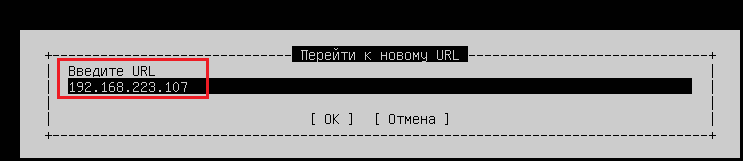 Перейти к новому URL
Введите URL
192.168.223.107
[ OK ] [ Отмена ]